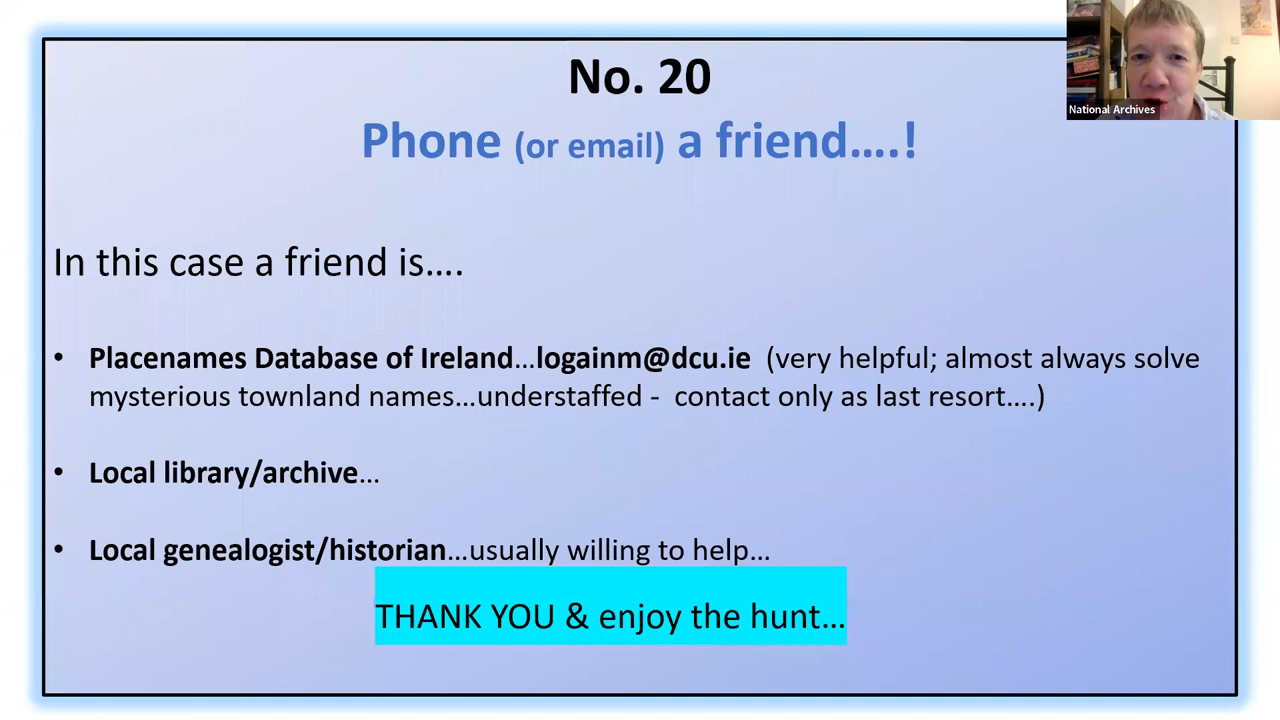 No. 20
Phone (or email) a friend….!
National Archives
In this case a friend is….
• Placenames Database of Ireland…logainm@dcu.ie (very helpful; almost always solve
mysterious townland names…understaffed - contact only as last resort….)
• Local library/archive…
• Local genealogist/historian…usually willing to help…
THANK YOU & enjoy the hunt…